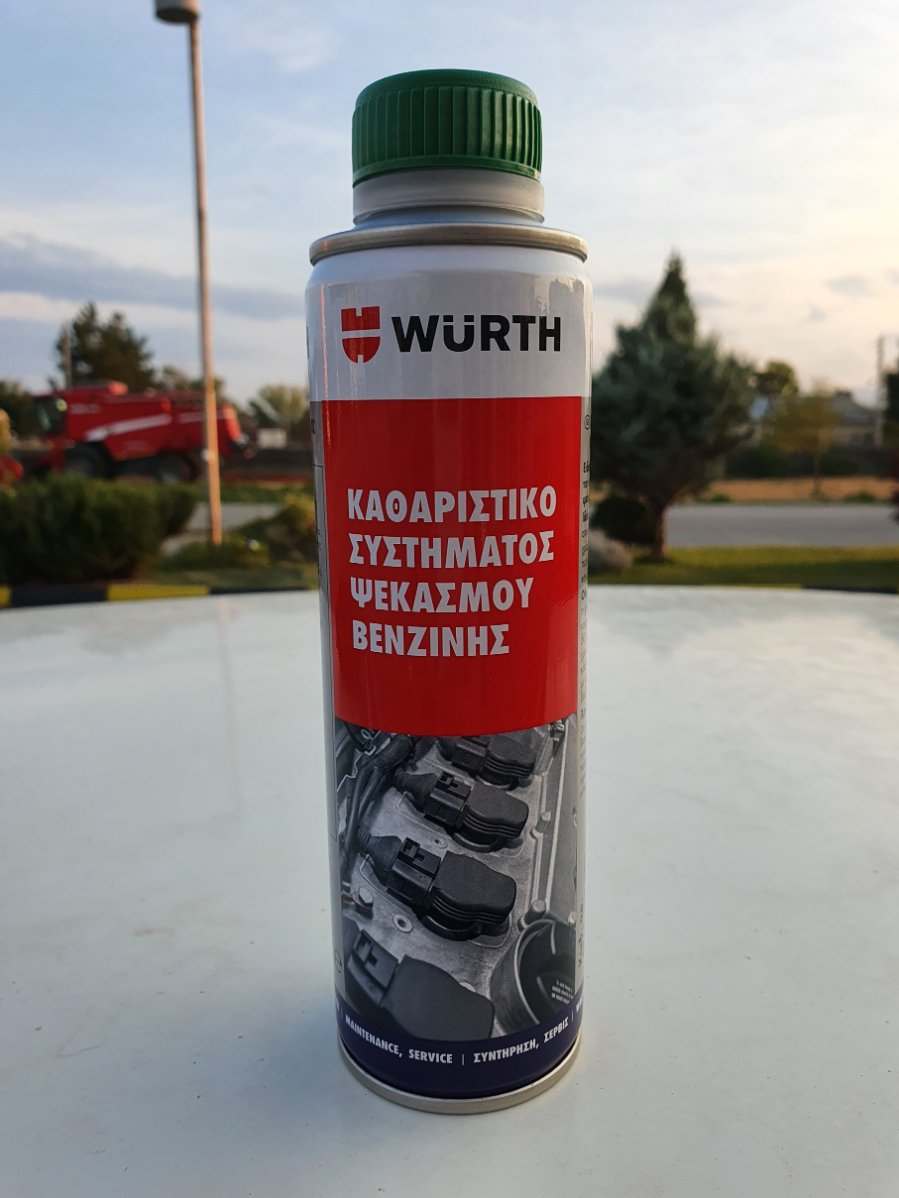 WÜRTH
ΚΑΘΑΡΙΣΤΙΚΟ
ΣΥΣΤΗΜΑΤΟΣ
ΨΕΚΑΣΜΟΥ
ΒΕΝΖΙΝΗΣ
MAINTENANCE, SERVICE | ΣΥΝΤΗΡΗΣΗ, ΣΕΡΒΙΣ |